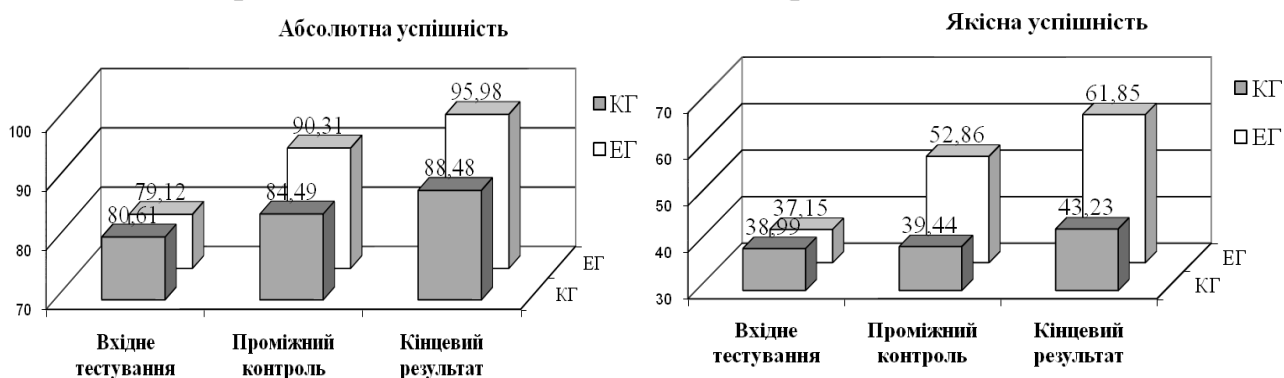 Абсолютна успішність
100
90
80
70
80,61
79,12
84,49
90,31
88,48
95,98
КГ
ЕГ
ЕГ
КГ
Вхідне
тестування
Проміжний
контроль
Кінцевий
результат
Якісна успішність
70
60
50
40
30
38,99
37,15
39,44
52,86
43,23
61,85
КГ
ЕГ
ЕГ
КГ
Вхідне
тестування
Проміжний
контроль
Кінцевий
результат